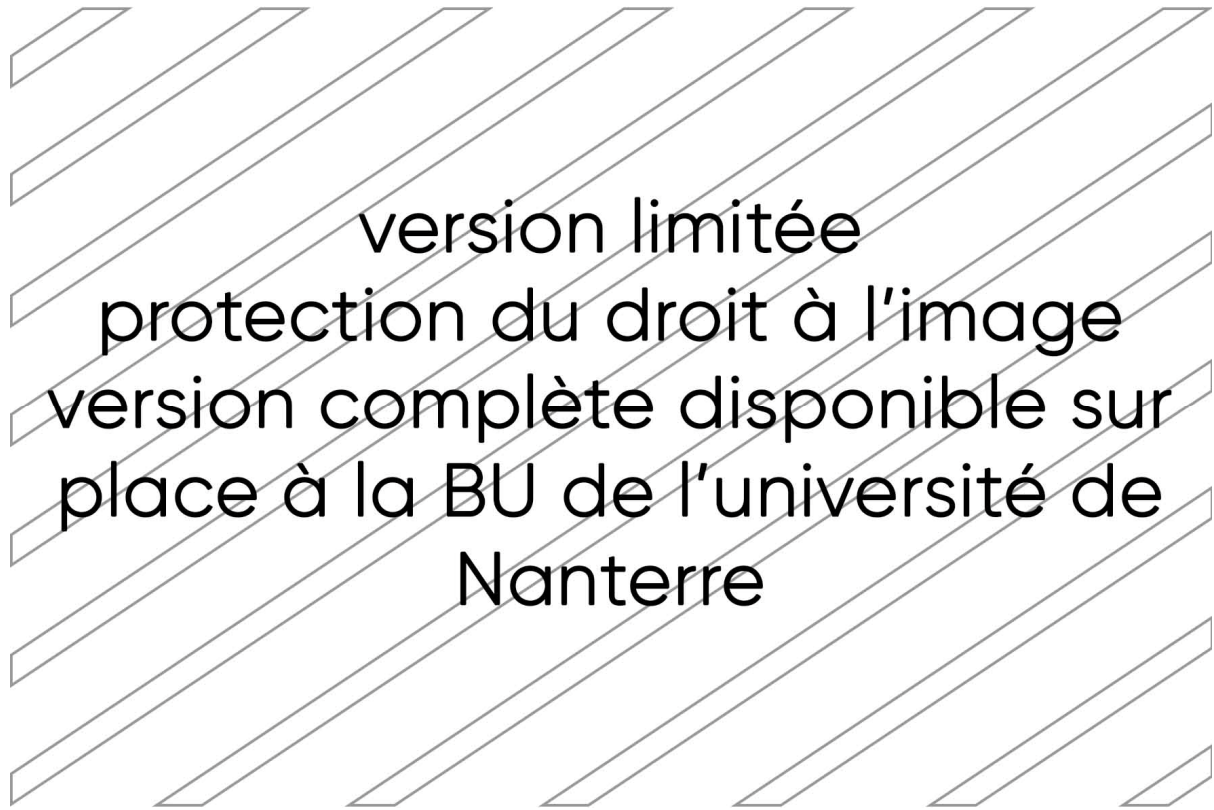 version limitée
protection du droit à l'image
version complète disponible sur
place à la BU de l'université de
Nanterre